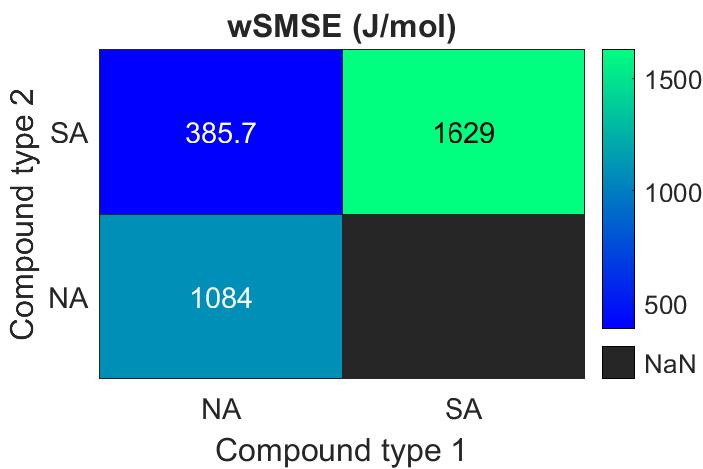 wSMSE (J/mol)
Compound type 2
SA
NA
385.7
1629
1084
NA
SA
Compound type 1
1500
1000
500
NaN